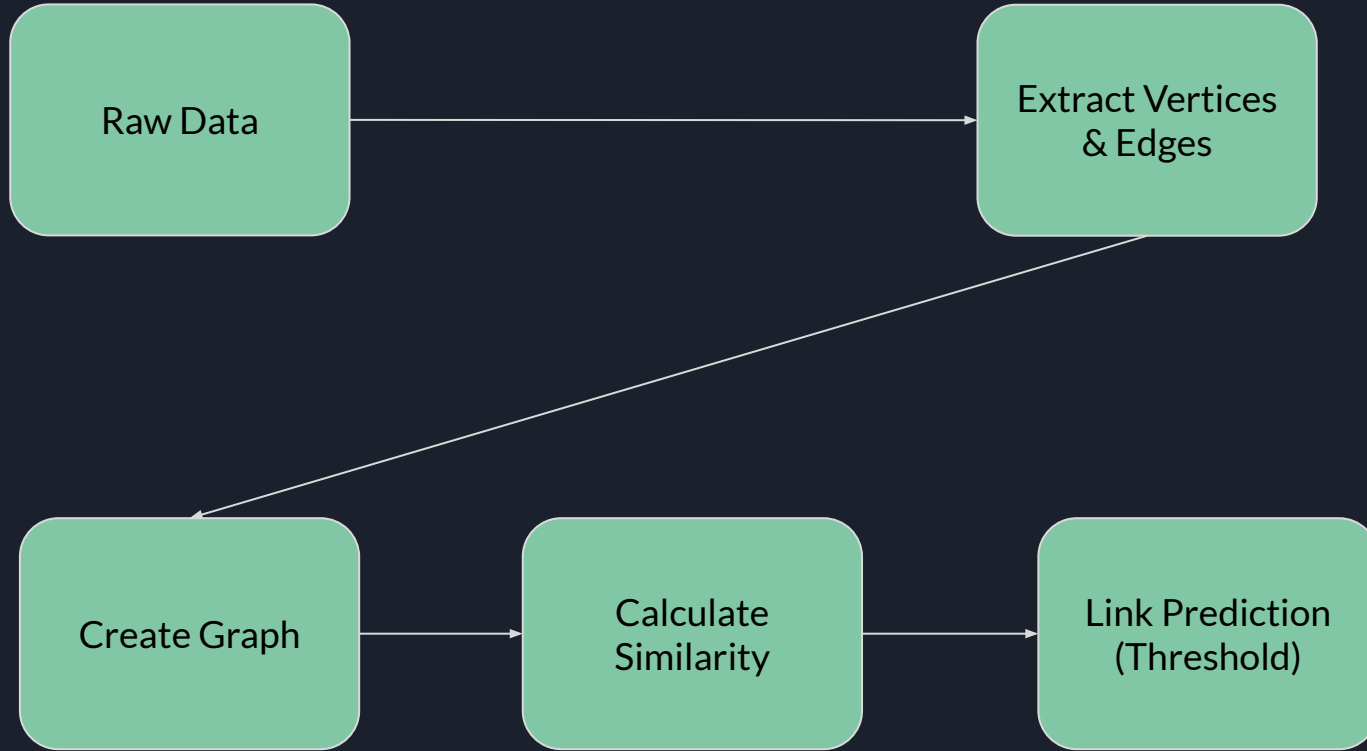 Raw Data
Extract Vertices
& Edges
Create Graph
Calculate
Similarity
Link Prediction
(Threshold)